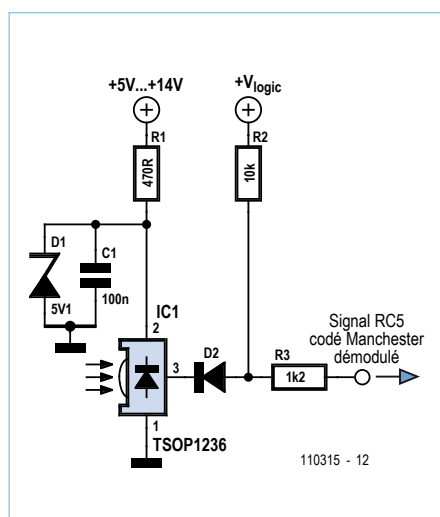 +5V...+14V
+Vlogic
R1
R2
470R
10k
D1
C1
100n
5V1
IC1
2
D2
3
R3
1k2
Signal RC5
codé Manchester
démodulé
1
TSOP1236
110315 - 12